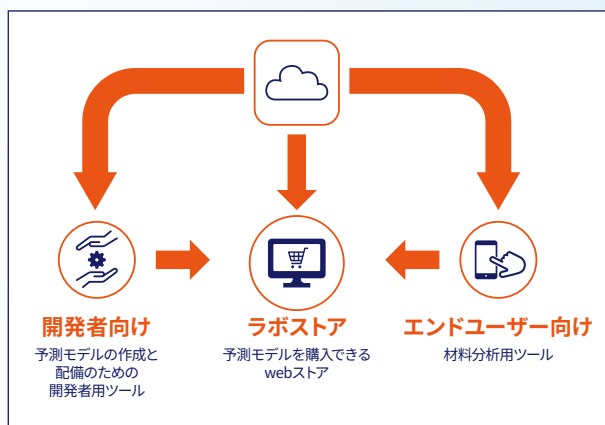 開発者向け
予測モデルの作成と
配備のための
開発者用ツール
ラボストア
予測モデルを購入できる
webストア
エンドユーザー向け
材料分析用ツール